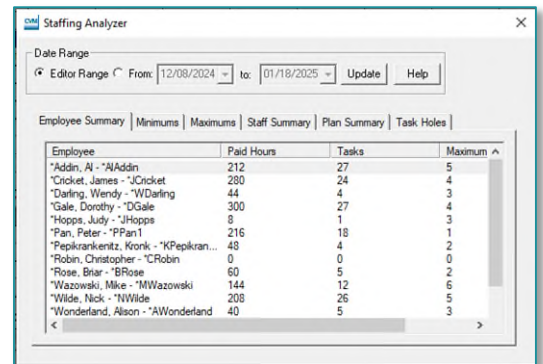 CVM Staffing Analyzer
Date Range
Editor Range From: 12/08/2024 to: 01/18/2025 Update Help
Employee Summary Minimums Maximums Staff Summary Plan Summary Task Holes
Employee Paid Hours Tasks Maximum
*Addin, Al - *AlAddin 212 27 5
*Cricket, James - *JCricket 280 24 4
*Darling, Wendy - *WDarling 44 4 3
*Gale, Dorothy - *DGale 300 27 4
*Hopps, Judy - *JHopps 8 1 3
*Pan, Peter - *PPan1 216 18 1
*Pepikrankenitz, Kronk - *KPepikran... 48 4 2
*Robin, Christopher - *CRobin 0 0 0
*Rose, Briar - *BRose 60 5 2
*Wazowski, Mike - *MWazowski 144 12 6
*Wilde, Nick - *NWilde 208 26 5
*Wonderland, Alison - *AWonderland 40 5 3